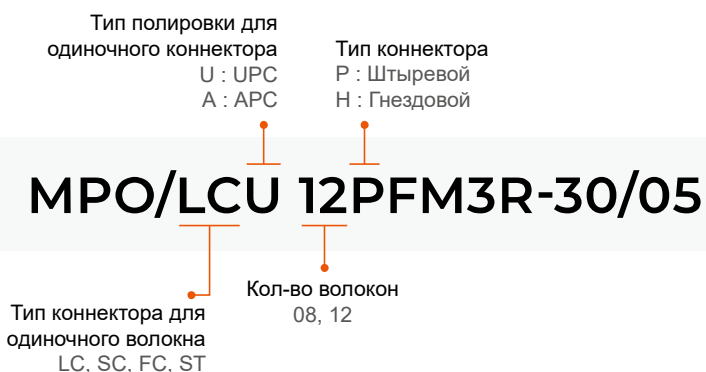 Тип полировки для
одиночного коннектора
U : UPC
A : APC
Тип коннектора
P : Штыревой
H : Гнездовой
MPO/LCU 12PFM3R-30/05
Тип коннектора для
одиночного волокна
LC, SC, FC, ST
Кол-во волокон
08, 12